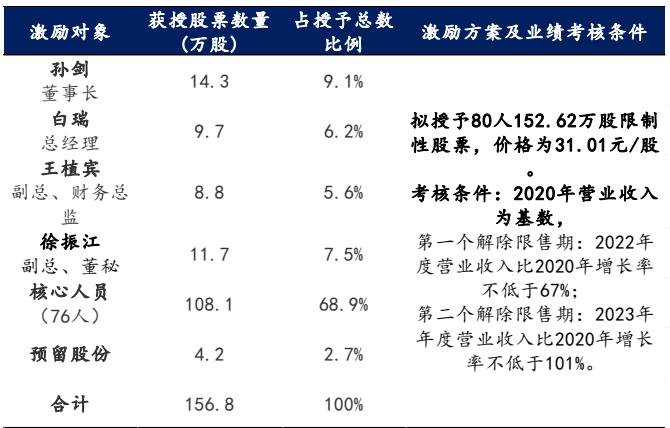 激励对象 获授股票数量(万股) 占授予总数比例 激励方案及业绩考核条件
孙剑
董事长
14.3 9.1%
白瑞
总经理
9.7 6.2%
王植宾
副总、财务总监
8.8 5.6%
徐振江
副总、董秘
11.7 7.5%
核心人员
(76人)
108.1 68.9%
预留股份 4.2 2.7%
合计 156.8 100%
拟授予80人152.62万股限制
性股票，价格为31.01元/股
。
考核条件：2020年营业收入
为基数，
第一个解除限售期：2022年
度营业收入比2020年增长率
不低于67%；
第二个解除限售期：2023年
年度营业收入比2020年增长
率不低于101%。